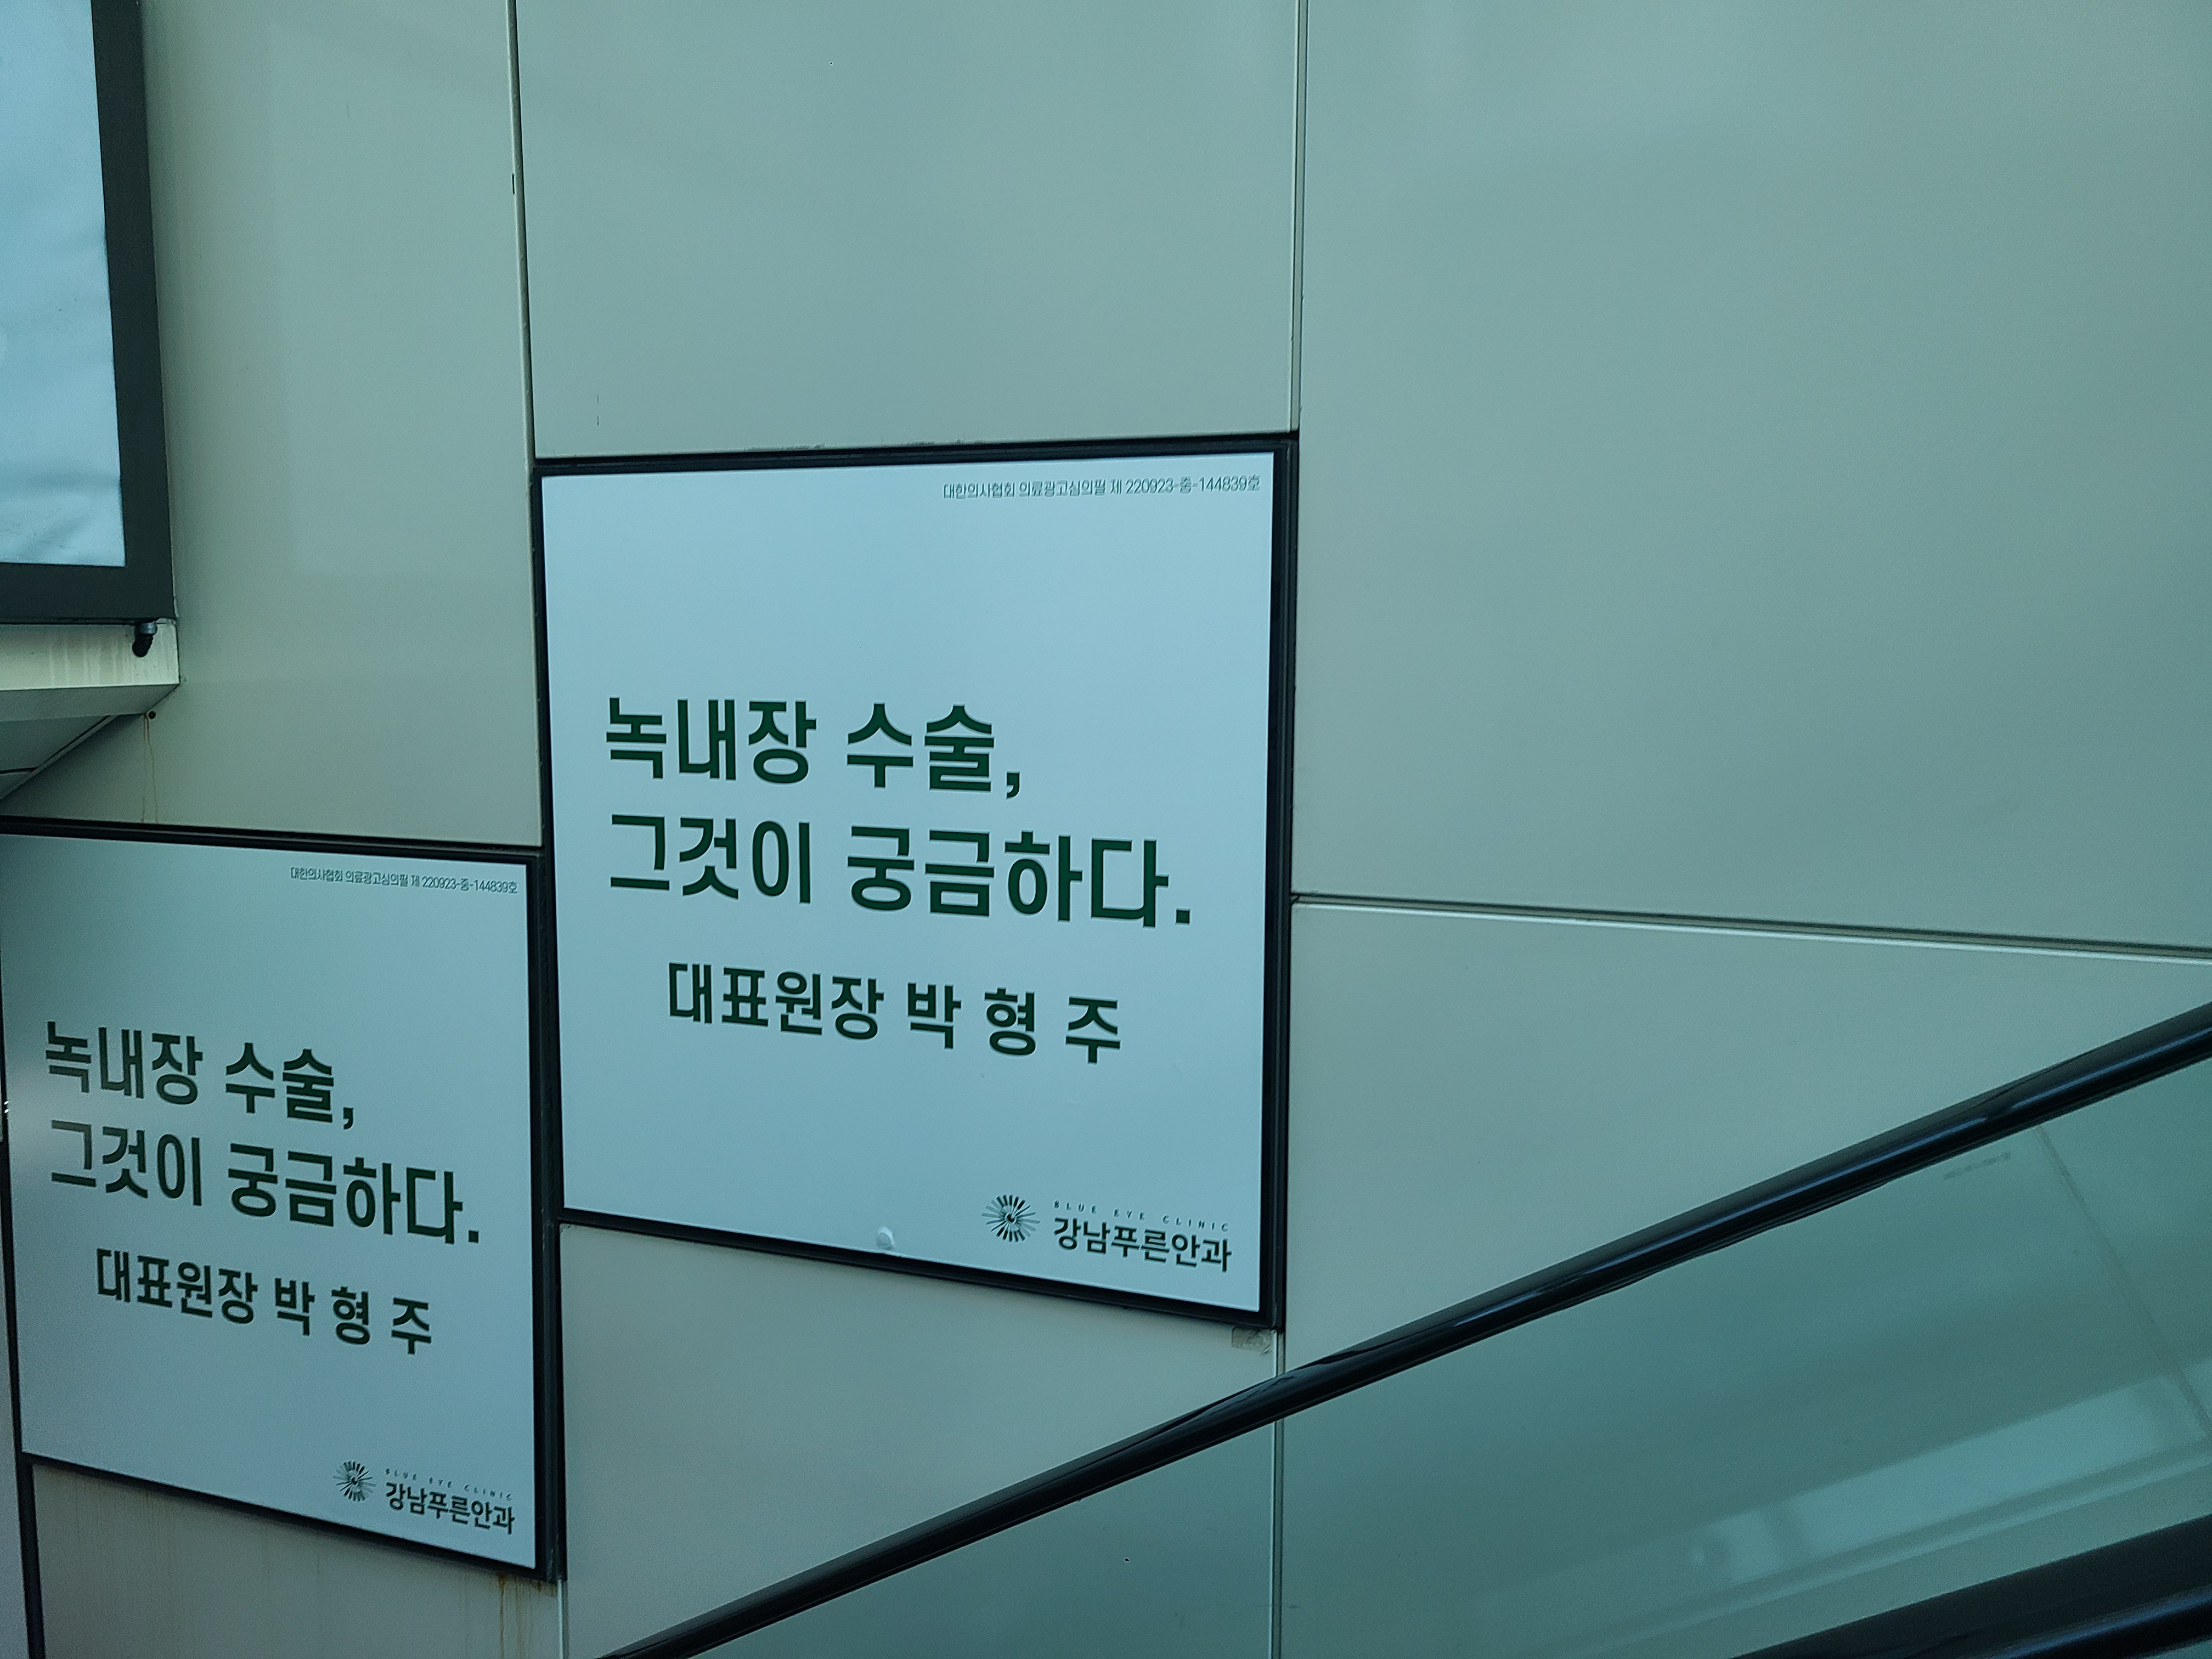 대한의사협회 의료광고심의필 제 220923-중-144839호
녹내장 수술,
그것이 궁금하다.
대표원장 박 형 주
BLUE EYE CLINIC
강남푸른안과
대한의사협회 의료광고심의필 제 220923-중-144839호
녹내장 수술,
그것이 궁금하다.
대표원장 박 형 주
BLUE EYE CLINIC
강남푸른안과